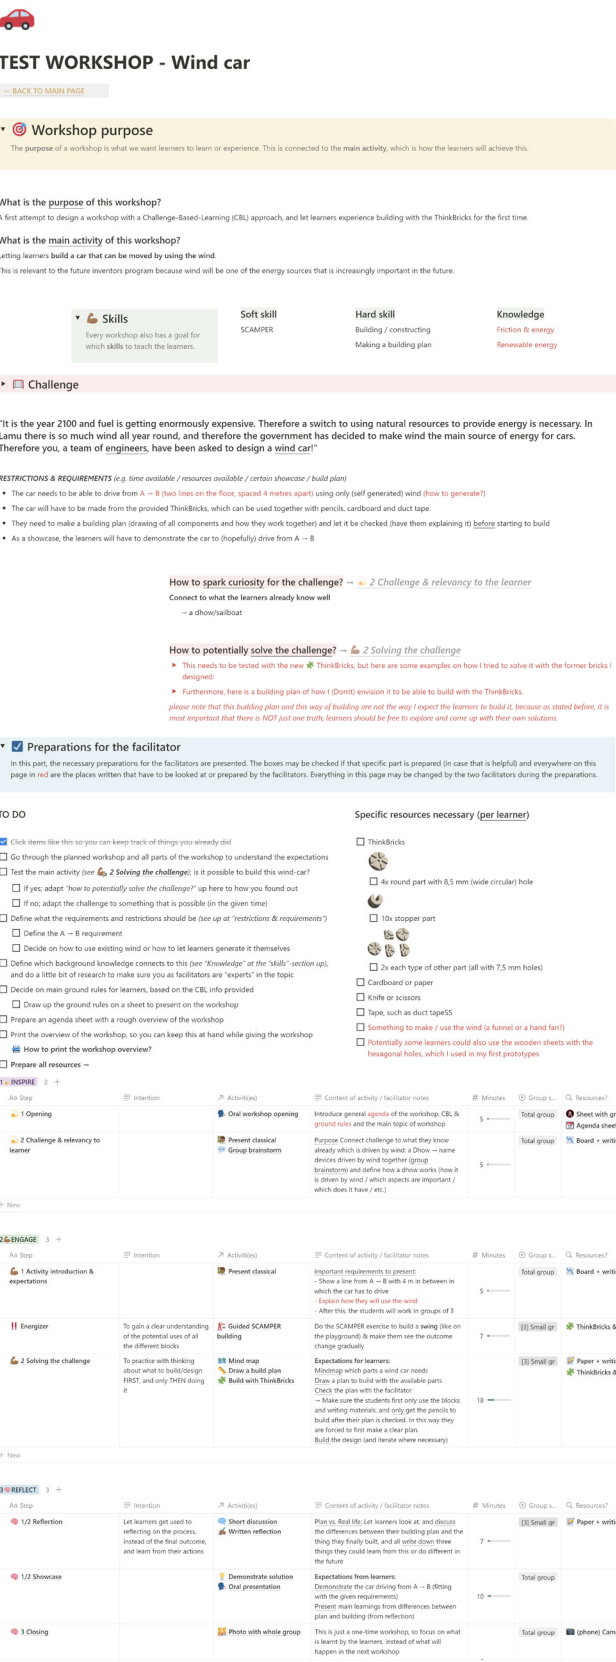 TEST WORKSHOP - Wind car
← BACK TO MAIN PAGE
Workshop purpose
The purpose of a workshop is what we want learners to learn or experience. This is connected to the main activity, which is how the learners will achieve this.
What is the purpose of this workshop?
A first attempt to design a workshop with a Challenge-Based-Learning (CBL) approach, and let learners experience building with the ThinkBricks for the first time.
What is the main activity of this workshop?
Letting learners build a car that can be moved by using the wind.
This is relevant to the future inventors program because wind will be one of the energy sources that is increasingly important in the future.
Skills
Every workshop also has a goal for
which skills to teach the learners.
Soft skill
SCAMPER
Hard skill
Building / constructing
Making a building plan
Knowledge
Friction & energy
Renewable energy
Challenge
"It is the year 2100 and fuel is getting enormously expensive. Therefore a switch to using natural resources to provide energy is necessary. In
Lamu there is so much wind all year round, and therefore the government has decided to make wind the main source of energy for cars.
Therefore you, a team of engineers, have been asked to design a wind car!"
RESTRICTIONS & REQUIREMENTS (e.g. time available / resources available / certain showcase / build plan)
• The car needs to be able to drive from A → B (two lines on the floor, spaced 4 metres apart) using only (self generated) wind (how to generate?)
• The car will have to be made from the provided ThinkBricks, which can be used together with pencils, cardboard and duct tape.
• They need to make a building plan (drawing of all components and how they work together) and let it be checked (have them explaining it) before starting to build
• As a showcase, the learners will have to demonstrate the car to (hopefully) drive from A → B
How to spark curiosity for the challenge? → 2 Challenge & relevancy to the learner
Connect to what the learners already know well
→ a dhow/sailboat
How to potentially solve the challenge? → 2 Solving the challenge
This needs to be tested with the new ThinkBricks, but here are some examples on how I tried to solve it with the former bricks I
designed:
Furthermore, here is a building plan of how I (Dorrit) envision it to be able to build with the ThinkBricks.
please note that this building plan and this way of building are not the way I expect the learners to build it, because as stated before, it is
most important that there is NOT just one truth; learners should be free to explore and come up with their own solutions.
Preparations for the facilitator
In this part, the necessary preparations for the facilitators are presented. The boxes may be checked if that specific part is prepared (in case that is helpful) and everywhere on this
page in red are the places written that have to be looked at or prepared by the facilitators. Everything in this page may be changed by the two facilitators during the preparations.
TO DO
Click items like this so you can keep track of things you already did
Go through the planned workshop and all parts of the workshop to understand the expectations
Test the main activity (see 2 Solving the challenge); is it possible to build this wind-car?
If yes; adapt "how to potentially solve the challenge?" up here to how you found out
If no; adapt the challenge to something that is possible (in the given time)
Define what the requirements and restrictions should be (see up at "restrictions & requirements")
Define the A → B requirement
Decide on how to use existing wind or how to let learners generate it themselves
Define which background knowledge connects to this (see "Knowledge" at the "skills"-section up),
and do a little bit of research to make sure you as facilitators are "experts" in the topic
Decide on main ground rules for learners, based on the CBL info provided
Draw up the ground rules on a sheet to present on the workshop
Prepare an agenda sheet with a rough overview of the workshop
Print the overview of the workshop, so you can keep this at hand while giving the workshop
How to print the workshop overview?
Prepare all resources →
Specific resources necessary (per learner)
ThinkBricks
4x round part with 8,5 mm (wide circular) hole
10x stopper part
2x each type of other part (all with 7,5 mm holes)
Cardboard or paper
Knife or scissors
Tape, such as duct tapeSS
Something to make / use the wind (a funnel or a hand fan?)
Potentially some learners could also use the wooden sheets with the
hexagonal holes, which I used in my first prototypes
1 INSPIRE 2 +
Aa Step Intention Activiti(es) Content of activity / facilitator notes # Minutes Group s... Resources?
1 Opening Oral workshop opening Introduce general agenda of the workshop, CBL & 5 Total group Sheet with gr
ground rules and the main topic of workshop Agenda sheet
2 Challenge & relevancy to Present classical Purpose Connect challenge to what they know Total group Board + writi
learner Group brainstorm already which is driven by wind: a Dhow → name
devices driven by wind together (group
brainstorm) and define how a dhow works (how it 5
is driven by wind / which aspects are important /
which does it have / etc.)
+ New
2 ENGAGE 3 +
Aa Step Intention Activiti(es) Content of activity / facilitator notes # Minutes Group s... Resources?
1 Activity introduction & Present classical Important requirements to present: Total group Board + writi
expectations - Show a line from A → B with 4 m in between in
which the car has to drive 5
- Explain how they will use the wind
- After this, the students will work in groups of 3
Energizer To gain a clear understanding Guided SCAMPER Do the SCAMPER exercise to build a swing (like on [3] Small gr ThinkBricks &
of the potential uses of all building the playground) & make them see the outcome 7
the different blocks change gradually
2 Solving the challenge To practice with thinking Mind map Expectations for learners: [3] Small gr Paper + writi
about what to build/design Draw a build plan Mindmap which parts a wind car needs ThinkBricks &
FIRST, and only THEN doing Build with ThinkBricks Draw a plan to build with the available parts
it Check the plan with the facilitator
→ Make sure the students first only use the blocks 18
and writing materials, and only get the pencils to
build after their plan is checked. In this way they
are forced to first make a clear plan.
Build the design (and iterate where necessary)
+ New
3 REFLECT 3 +
Aa Step Intention Activiti(es) Content of activity / facilitator notes # Minutes Group s... Resources?
1/2 Reflection Let learners get used to Short discussion Plan vs. Real life: Let learners look at, and discuss [3] Small gr Paper + writi
reflecting on the process, Written reflection the differences between their building plan and the
instead of the final outcome, thing they finally built, and all write down three 7
and learn from their actions things they could learn from this or do different in
the future
1/2 Showcase Demonstrate solution Expectations from learners: Total group
Oral presentation Demonstrate the car driving from A → B (fitting
with the given requirements) 10
Present main learnings from differences between
plan and building (from reflection)
3 Closing Photo with whole group This is just a one-time workshop, so focus on what Total group (phone) Cam
is learnt by the learners, instead of what will
happen in the next workshop